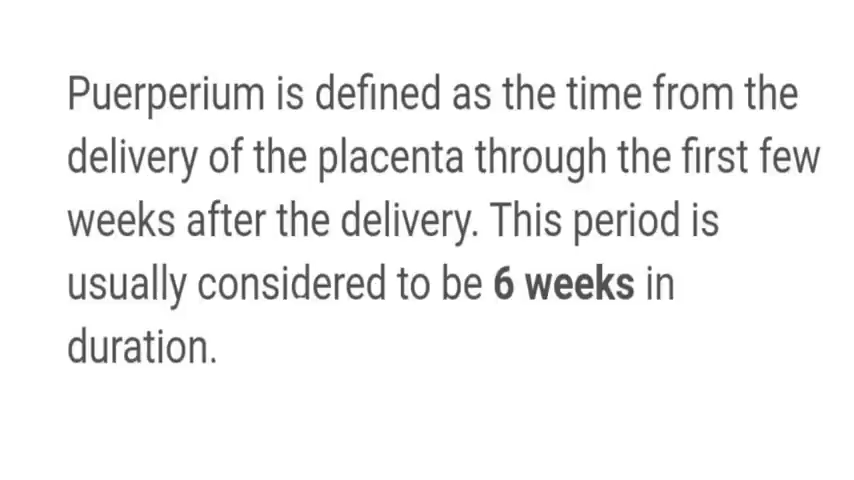 Puerperium is defined as the time from the
delivery of the placenta through the first few
weeks after the delivery. This period is
usually considered to be 6 weeks in
duration.